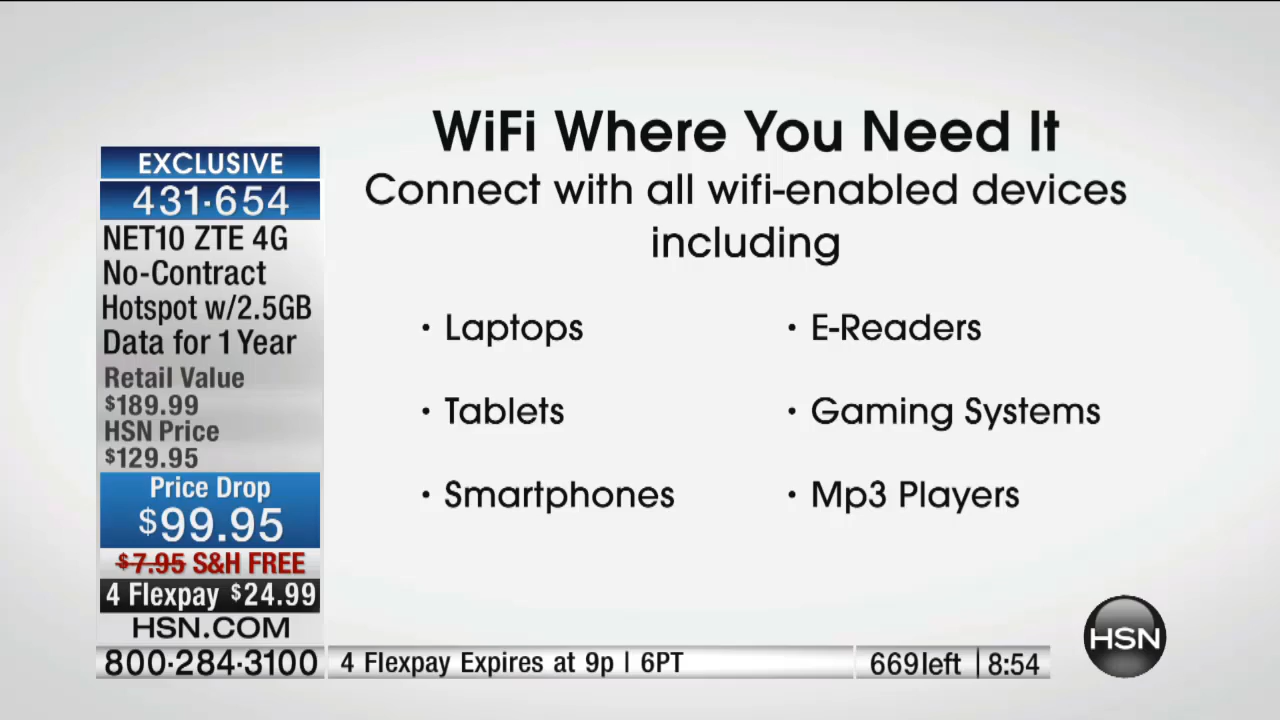 WiFi Where You Need It
Connect with all wifi-enabled devices
including
• Laptops
• E-Readers
• Tablets
• Gaming Systems
• Smartphones
• Mp3 Players
EXCLUSIVE
431·654
NET10 ZTE 4G
No-Contract
Hotspot w/2.5GB
Data for 1 Year
Retail Value
$189.99
HSN Price
$129.95
Price Drop
$99.95
$7.95 S&H FREE
4 Flexpay $24.99
HSN.COM
800·284·3100
4 Flexpay Expires at 9p | 6PT
669 left | 8:54
HSN